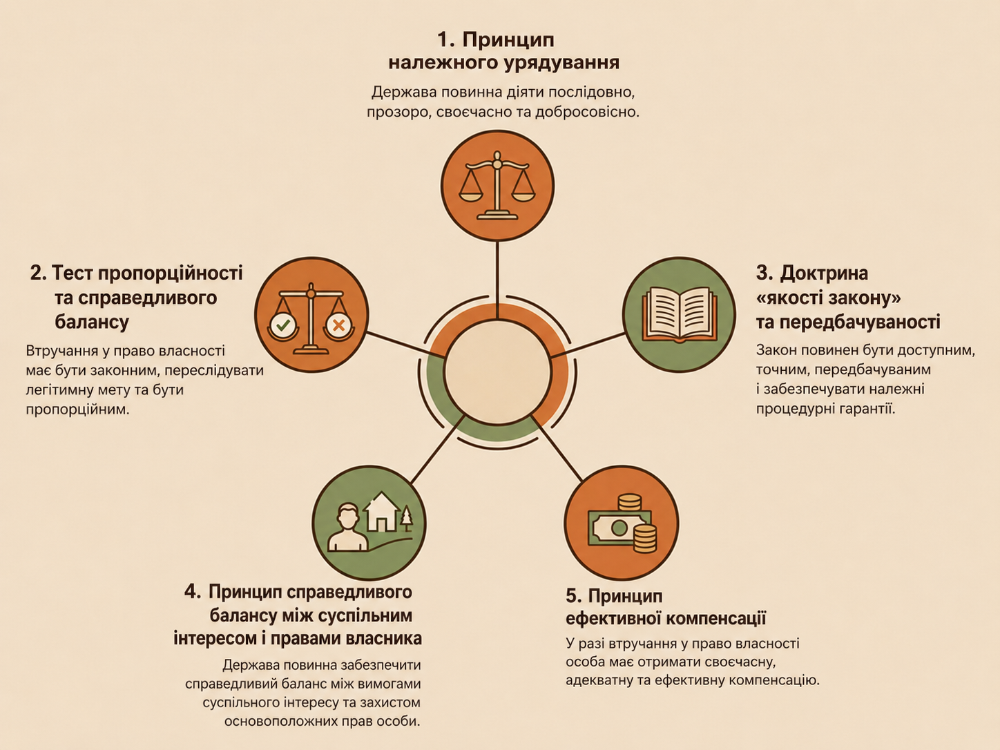 1. Принцип
належного урядування
Держава повинна діяти послідовно,
прозоро, своєчасно та добросовісно.
2. Тест пропорційності
та справедливого
балансу
Втручання у право власності
має бути законним, переслідувати
легітимну мету та бути
пропорційним.
3. Доктрина
«якості закону»
та передбачуваності
Закон повинен бути доступним,
точним, передбачуваним
і забезпечувати належні
процедурні гарантії.
4. Принцип справедливого
балансу між суспільним
інтересом і правами власника
Держава повинна забезпечити
справедливий баланс між вимогами
суспільного інтересу та захистом
основоположних прав особи.
5. Принцип
ефективної компенсації
У разі втручання у право власності
особа має отримати своєчасну,
адекватну та ефективну компенсацію.